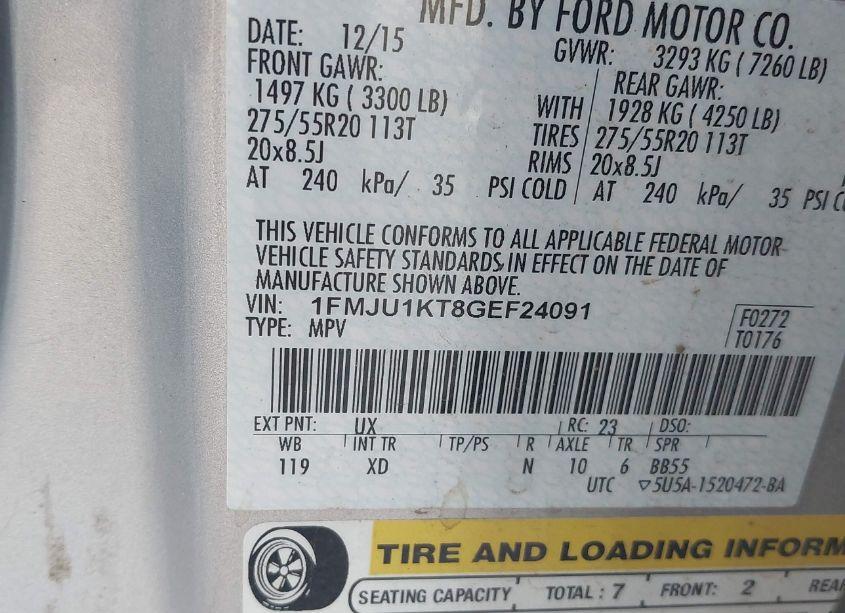 MFD. BY FORD MOTOR CO.
DATE: 12/15 GVWR: 3293 KG ( 7260 LB)
FRONT GAWR: REAR GAWR:
1497 KG ( 3300 LB) WITH 1928 KG ( 4250 LB)
275/55R20 113T TIRES 275/55R20 113T
20x8.5J RIMS 20x8.5J
AT 240 kPa/ 35 PSI COLD AT 240 kPa/ 35 PSI
THIS VEHICLE CONFORMS TO ALL APPLICABLE FEDERAL MOTOR
VEHICLE SAFETY STANDARDS IN EFFECT ON THE DATE OF
MANUFACTURE SHOWN ABOVE.
VIN: 1FMJU1KT8GEF24091
TYPE: MPV
F0272
T0176
EXT PNT: UX RC: 23 DSO:
WB INT TR TP/PS R AXLE TR SPR
119 XD N 10 6 BB55
UTC ▽5U5A-1520472-BA
TIRE AND LOADING INFORM
SEATING CAPACITY TOTAL : 7 FRONT: 2 REAR